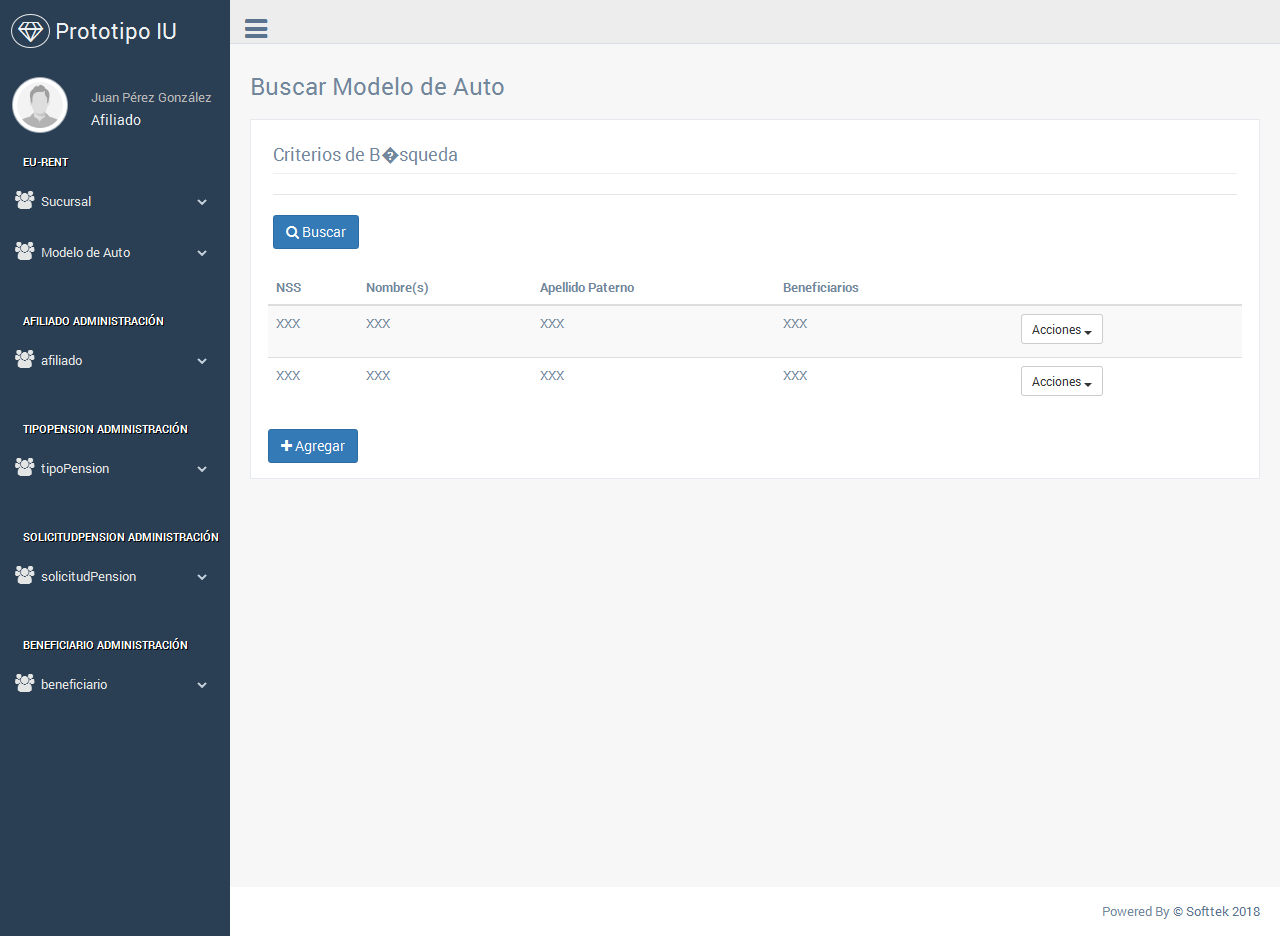 Prototipo IU
Juan Pérez González
Afiliado
EU-RENT
Sucursal
Modelo de Auto
AFILIADO ADMINISTRACIÓN
afiliado
TIPOPENSION ADMINISTRACIÓN
tipoPension
SOLICITUDPENSION ADMINISTRACIÓN
solicitudPension
BENEFICIARIO ADMINISTRACIÓN
beneficiario
Buscar Modelo de Auto
Criterios de B�squeda
Buscar
NSS Nombre(s) Apellido Paterno Beneficiarios
XXX XXX XXX XXX Acciones
XXX XXX XXX XXX Acciones
Agregar
Powered By © Softtek 2018